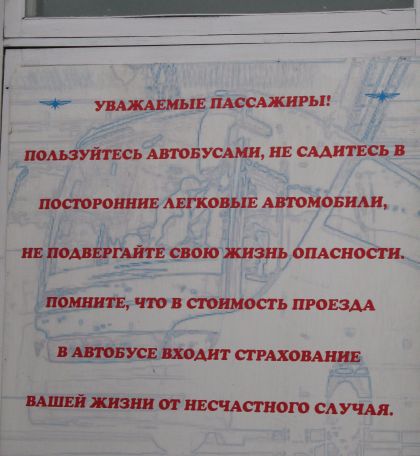 УВАЖАЕМЫЕ ПАССАЖИРЫ!
ПОЛЬЗУЙТЕСЬ АВТОБУСАМИ, НЕ САДИТЕСЬ В
ПОСТОРОННИЕ ЛЕГКОВЫЕ АВТОМОБИЛИ,
НЕ ПОДВЕРГАЙТЕ СВОЮ ЖИЗНЬ ОПАСНОСТИ.
ПОМНИТЕ, ЧТО В СТОИМОСТЬ ПРОЕЗДА
В АВТОБУСЕ ВХОДИТ СТРАХОВАНИЕ
ВАШЕЙ ЖИЗНИ ОТ НЕСЧАСТНОГО СЛУЧАЯ.